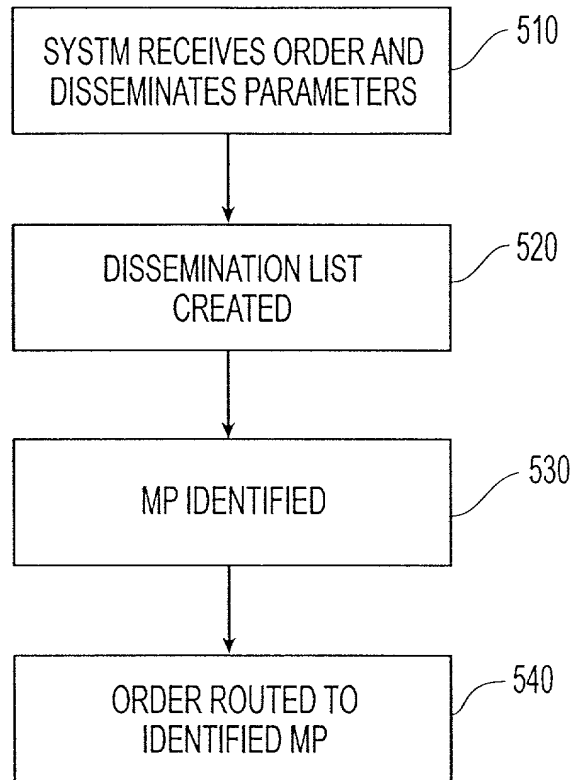 SYSTM RECEIVES ORDER AND
DISSEMINATES PARAMETERS
510
DISSEMINATION LIST
CREATED
520
MP IDENTIFIED
530
ORDER ROUTED TO
IDENTIFIED MP
540